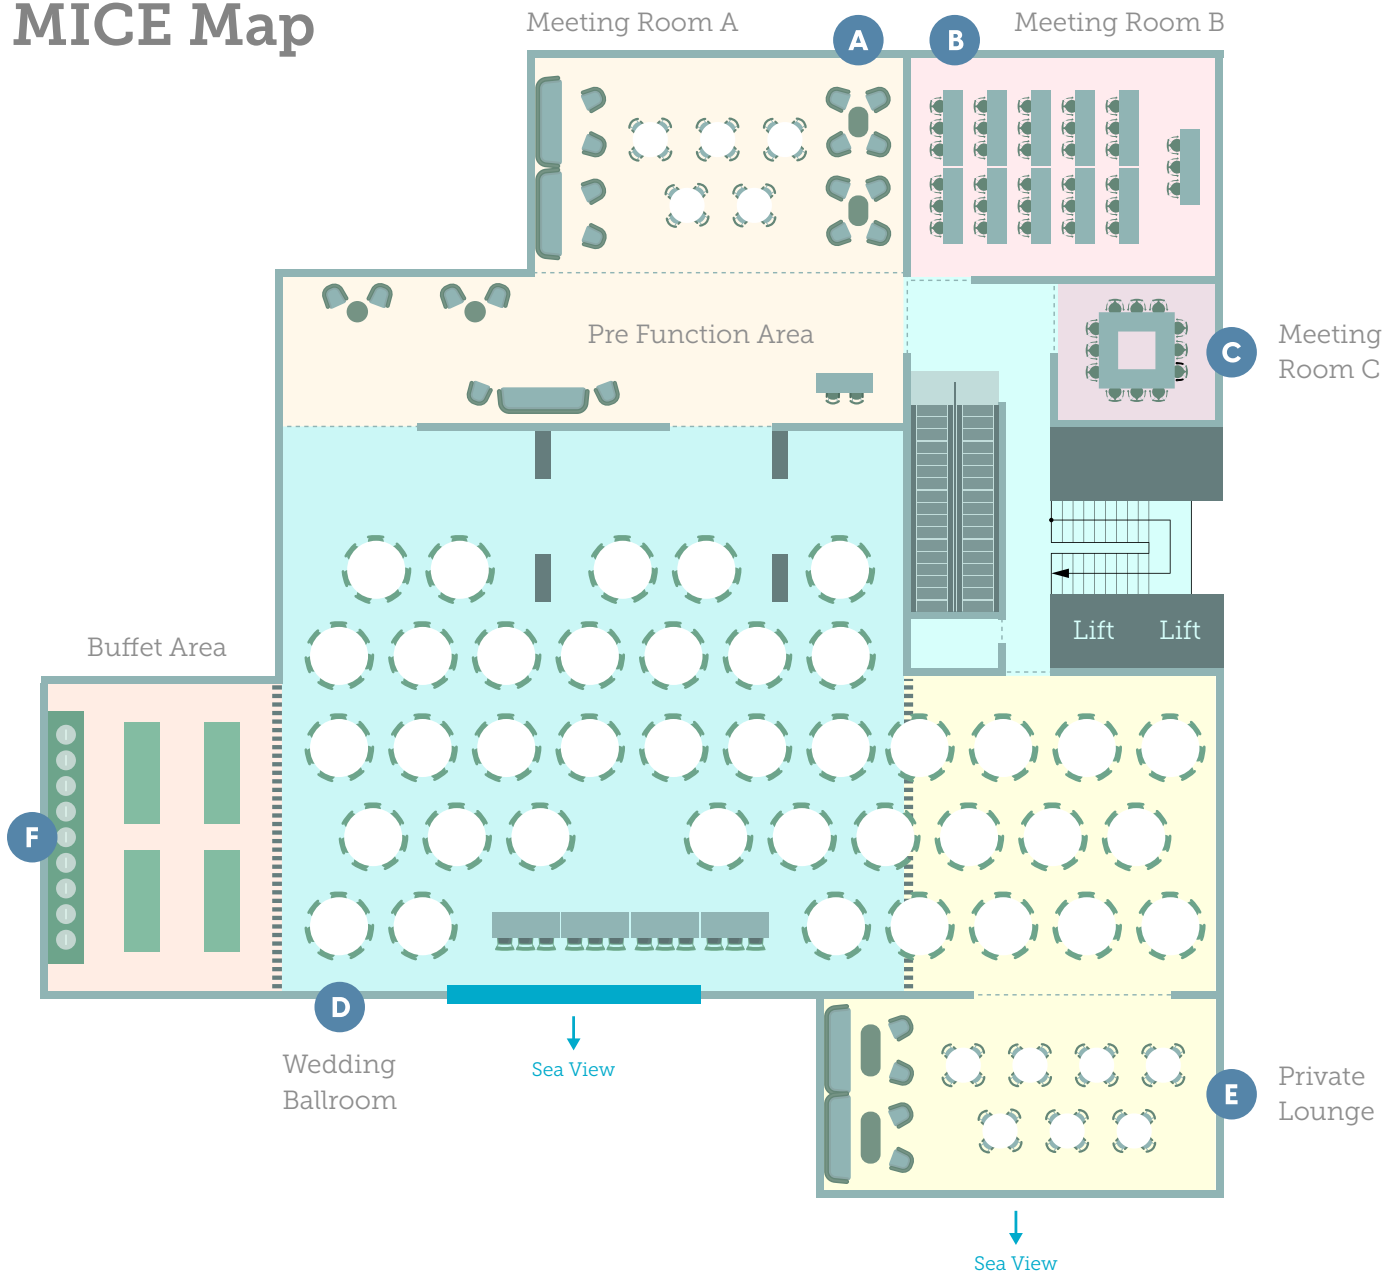 MICE Map
Meeting Room A
A
B
Meeting Room B
Pre Function Area
C
Meeting
Room C
Lift
Lift
Buffet Area
F
D
Wedding
Ballroom
Sea View
E
Private
Lounge
Sea View